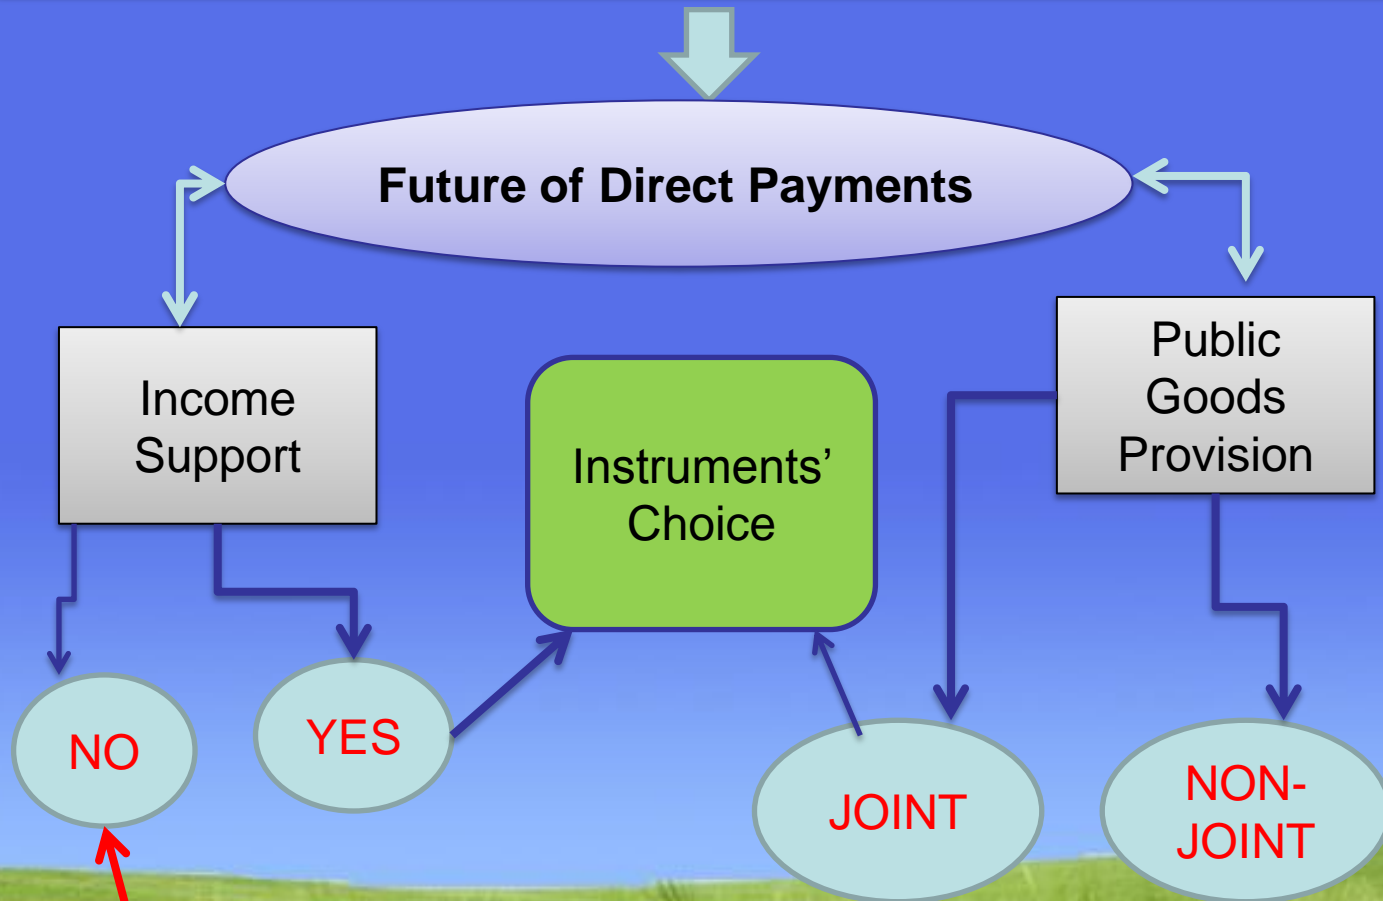 Future of Direct Payments
Income
Support
Instruments’
Choice
Public
Goods
Provision
NO
YES
JOINT
NON-
JOINT